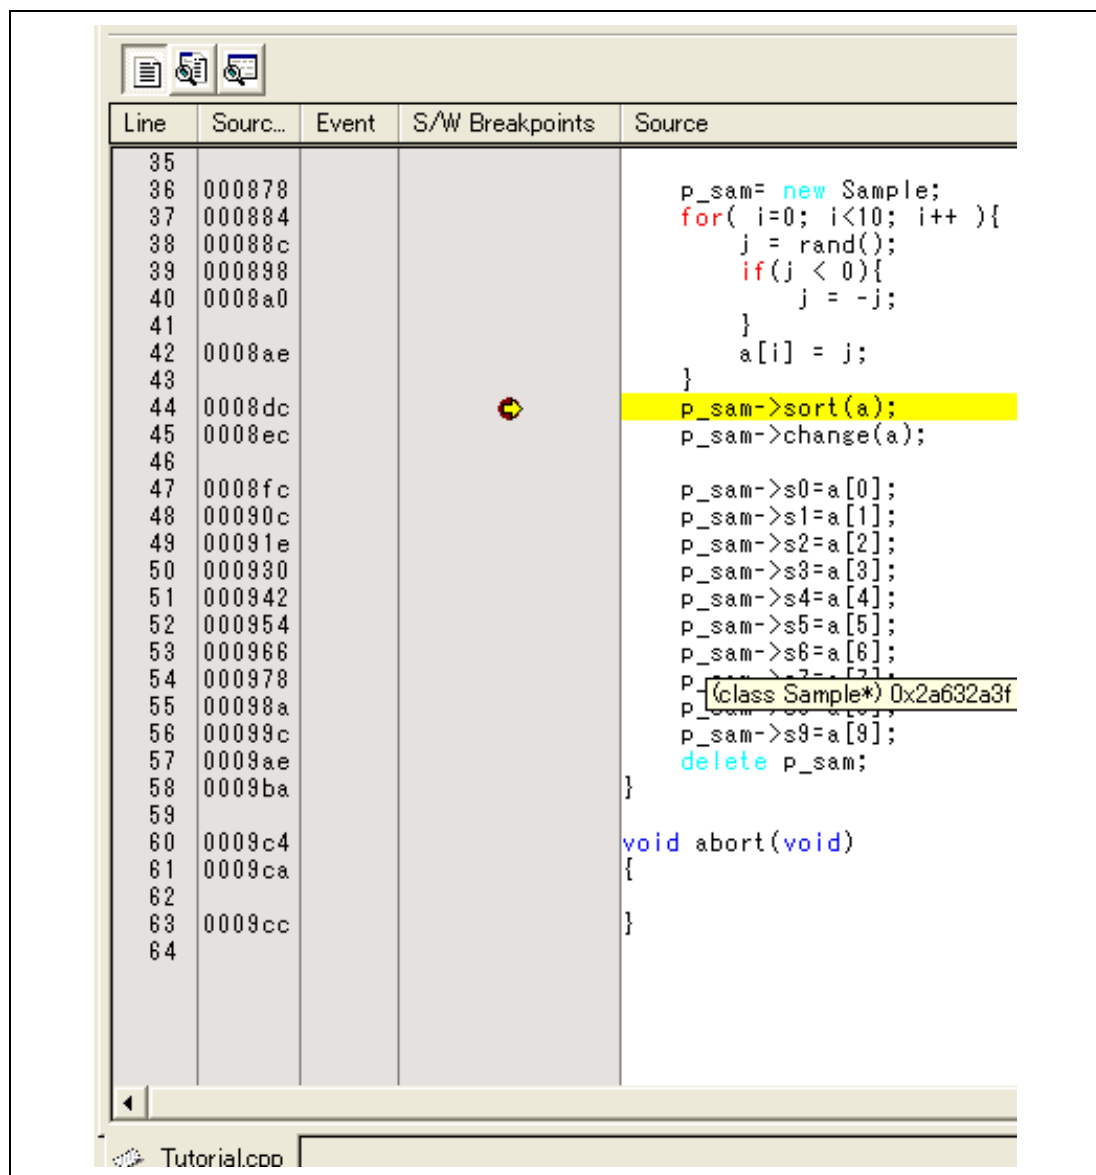 Line Sourc... Event S/W Breakpoints Source
35
36 000878 p_sam= new Sample;
37 000884 for( i=0; i<10; i++ ){
38 00088c j = rand();
39 000898 if(j < 0){
40 0008a0 j = -j;
41 }
42 0008ae a[i] = j;
43 }
44 0008dc p_sam->sort(a);
45 0008ec p_sam->change(a);
46
47 0008fc p_sam->s0=a[0];
48 00090c p_sam->s1=a[1];
49 00091e p_sam->s2=a[2];
50 000930 p_sam->s3=a[3];
51 000942 p_sam->s4=a[4];
52 000954 p_sam->s5=a[5];
53 000966 p_sam->s6=a[6];
54 000978
(class Sample*) 0x2a632a3f
55 00098a
56 00099c p_sam->s9=a[9];
57 0009ae delete p_sam;
58 0009ba }
59
60 0009c4 void abort(void)
61 0009ca {
62
63 0009cc }
64
Tutorial.cpp